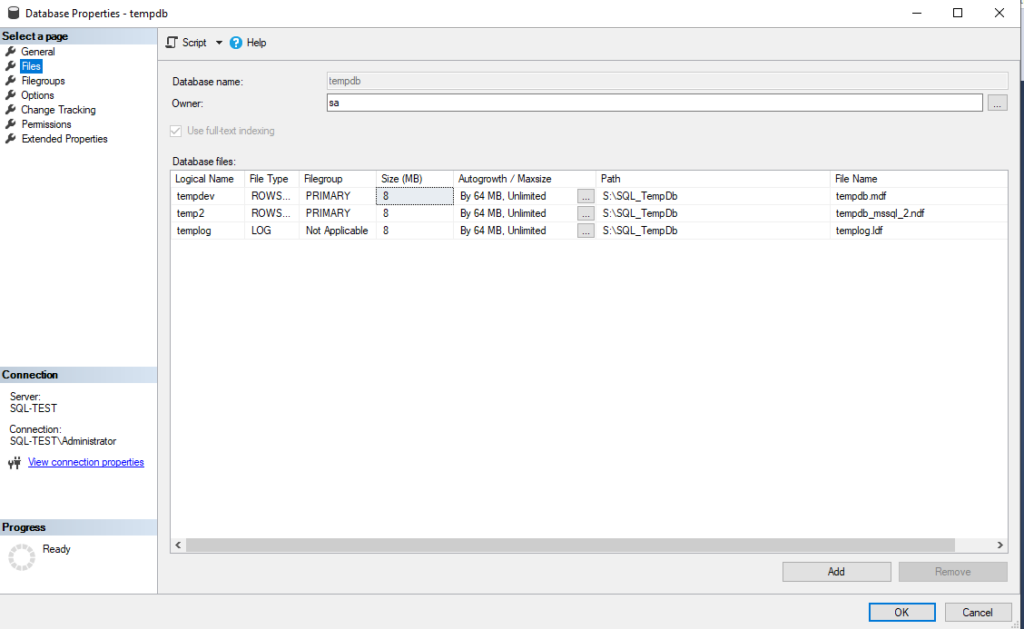 Database Properties - tempdb
Select a page
General
Files
Filegroups
Options
Change Tracking
Permissions
Extended Properties
Script
Help
Database name:
tempdb
Owner:
sa
...
Use full-text indexing
Database files:
Logical Name File Type Filegroup Size (MB) Autogrowth / Maxsize Path File Name
tempdev ROWS... PRIMARY 8 By 64 MB, Unlimited ... S:\SQL_TempDb tempdb.mdf
temp2 ROWS... PRIMARY 8 By 64 MB, Unlimited ... S:\SQL_TempDb tempdb_mssql_2.ndf
templog LOG Not Applicable 8 By 64 MB, Unlimited ... S:\SQL_TempDb templog.ldf
Connection
Server:
SQL-TEST
Connection:
SQL-TEST\Administrator
View connection properties
Progress
Ready
Add
Remove
OK
Cancel